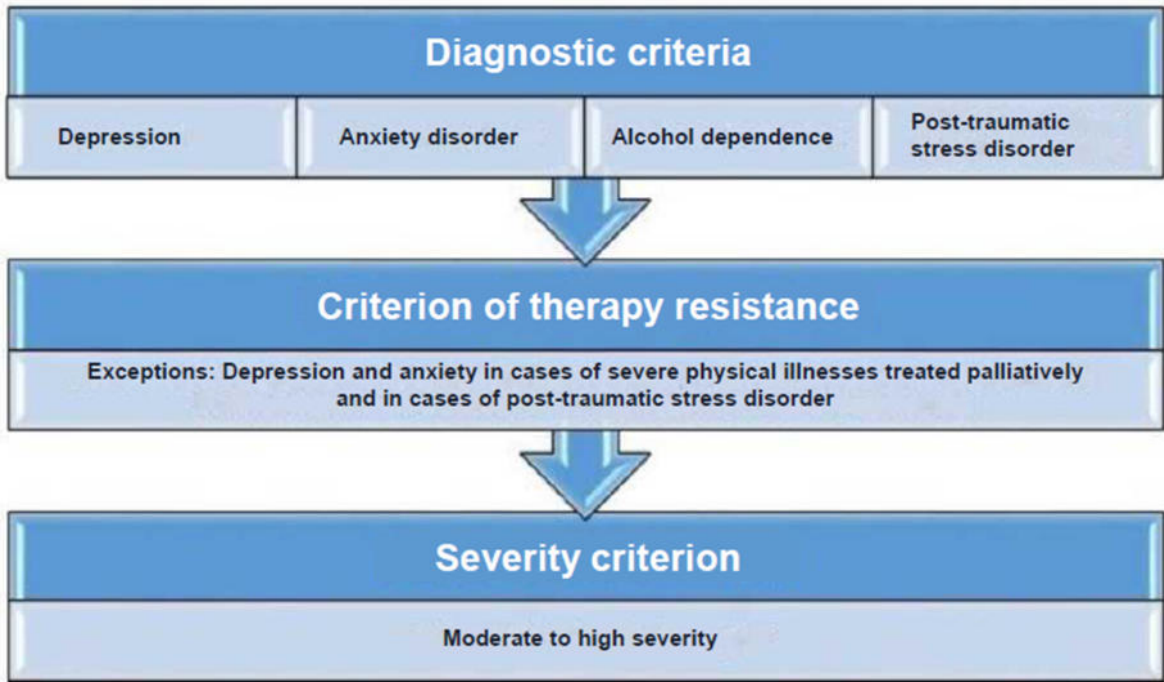 Diagnostic criteria
Depression
Anxiety disorder
Alcohol dependence
Post-traumatic
stress disorder
Criterion of therapy resistance
Exceptions: Depression and anxiety in cases of severe physical illnesses treated palliatively
and in cases of post-traumatic stress disorder
Severity criterion
Moderate to high severity